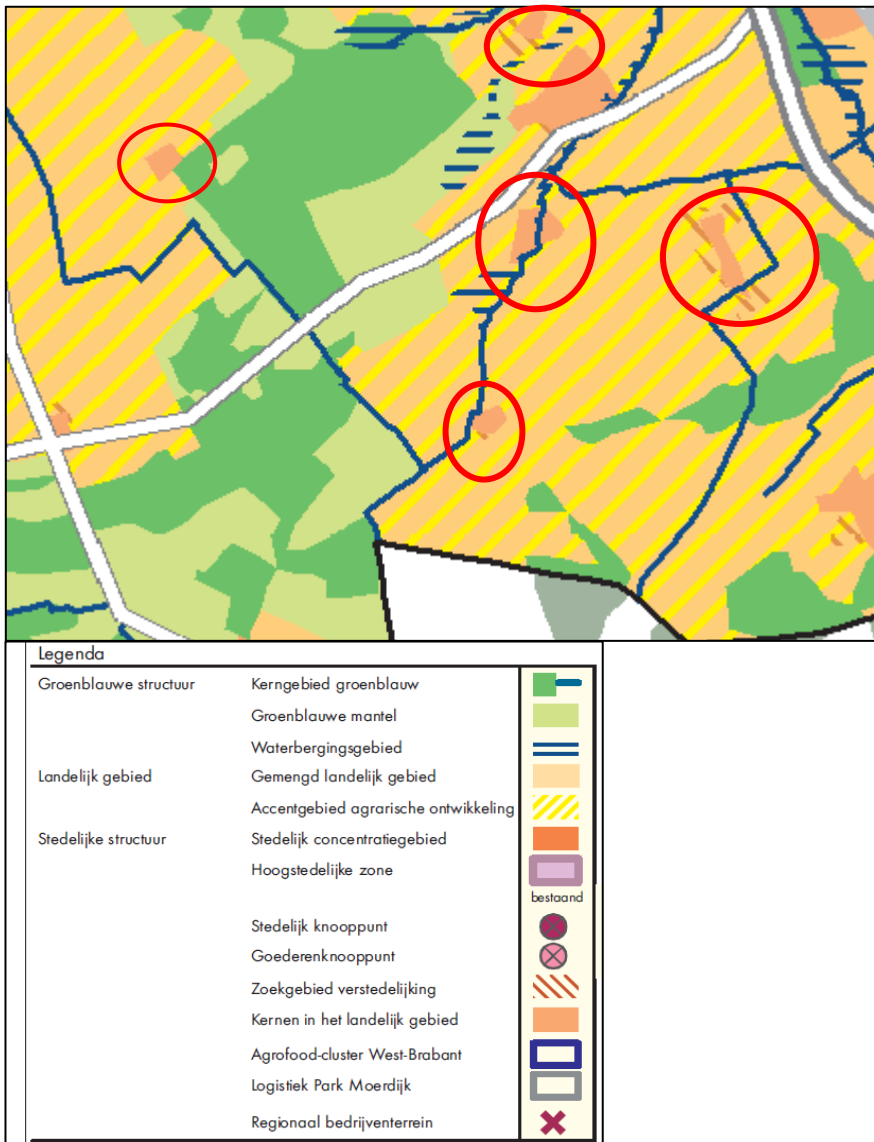 Legenda
Groenblauwe structuur Kerngebied groenblauw
Groenblauwe mantel
Waterbergingsgebied
Landelijk gebied Gemengd landelijk gebied
Accentgebied agrarische ontwikkeling
Stedelijke structuur Stedelijk concentratiegebied
Hoogstedelijke zone
bestaand
Stedelijk knooppunt
Goederenknooppunt
Zoekgebied verstedelijking
Kernen in het landelijk gebied
Agrofood-cluster West-Brabant
Logistiek Park Moerdijk
Regionaal bedrijventerrein